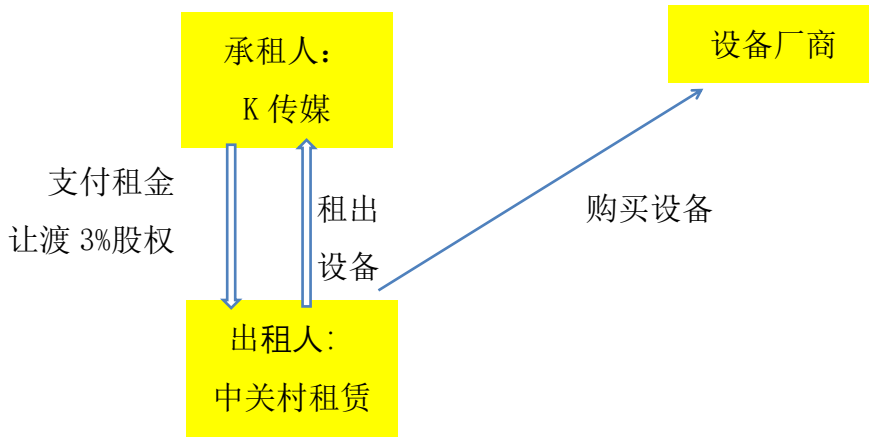 承租人：
K 传媒
设备厂商
支付租金
让渡 3%股权
租出
设备
购买设备
出租人:
中关村租赁